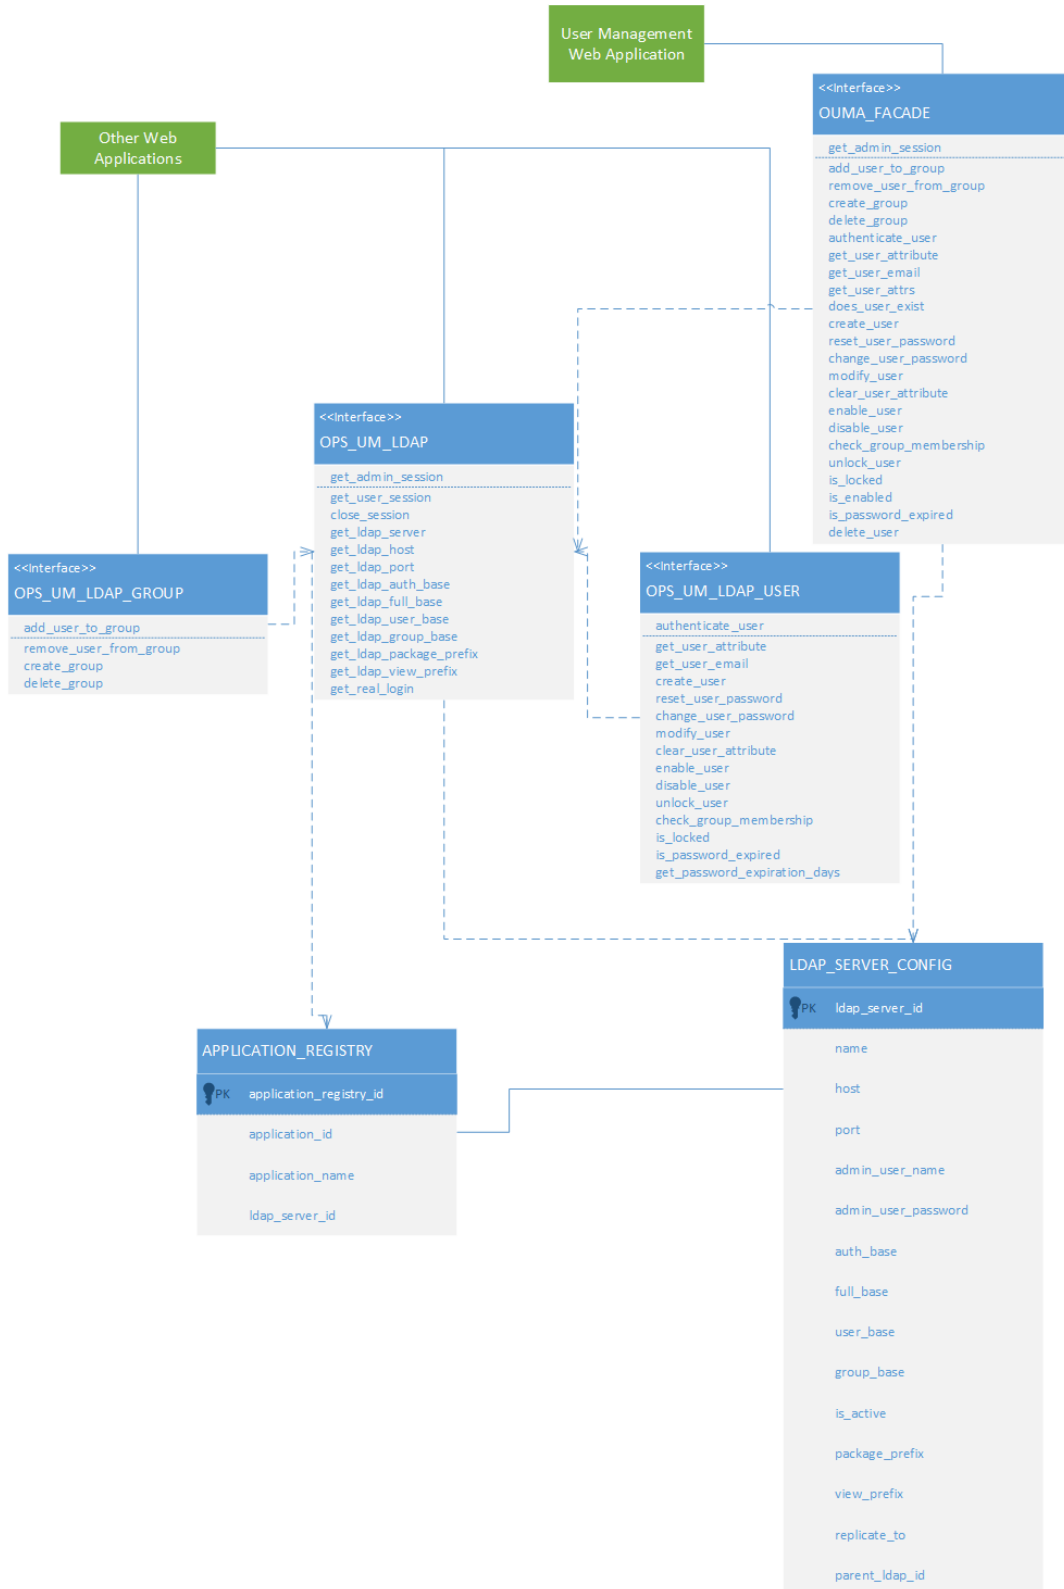 User Management
Web Application
<<Interface>>
OUMA_FACADE
get_admin_session
add_user_to_group
remove_user_from_group
create_group
delete_group
authenticate_user
get_user_attribute
get_user_email
get_user_attrs
does_user_exist
create_user
reset_user_password
change_user_password
modify_user
clear_user_attribute
enable_user
disable_user
check_group_membership
unlock_user
is_locked
is_enabled
is_password_expired
delete_user
Other Web
Applications
<<Interface>>
OPS_UM_LDAP
get_admin_session
get_user_session
close_session
get_ldap_server
get_ldap_host
get_ldap_port
get_ldap_auth_base
get_ldap_full_base
get_ldap_user_base
get_ldap_group_base
get_ldap_package_prefix
get_ldap_view_prefix
get_real_login
<<Interface>>
OPS_UM_LDAP_GROUP
add_user_to_group
remove_user_from_group
create_group
delete_group
<<Interface>>
OPS_UM_LDAP_USER
authenticate_user
get_user_attribute
get_user_email
create_user
reset_user_password
change_user_password
modify_user
clear_user_attribute
enable_user
disable_user
unlock_user
check_group_membership
is_locked
is_password_expired
get_password_expiration_days
LDAP_SERVER_CONFIG
PK ldap_server_id
name
host
port
admin_user_name
admin_user_password
auth_base
full_base
user_base
group_base
is_active
package_prefix
view_prefix
replicate_to
parent_ldap_id
APPLICATION_REGISTRY
PK application_registry_id
application_id
application_name
ldap_server_id